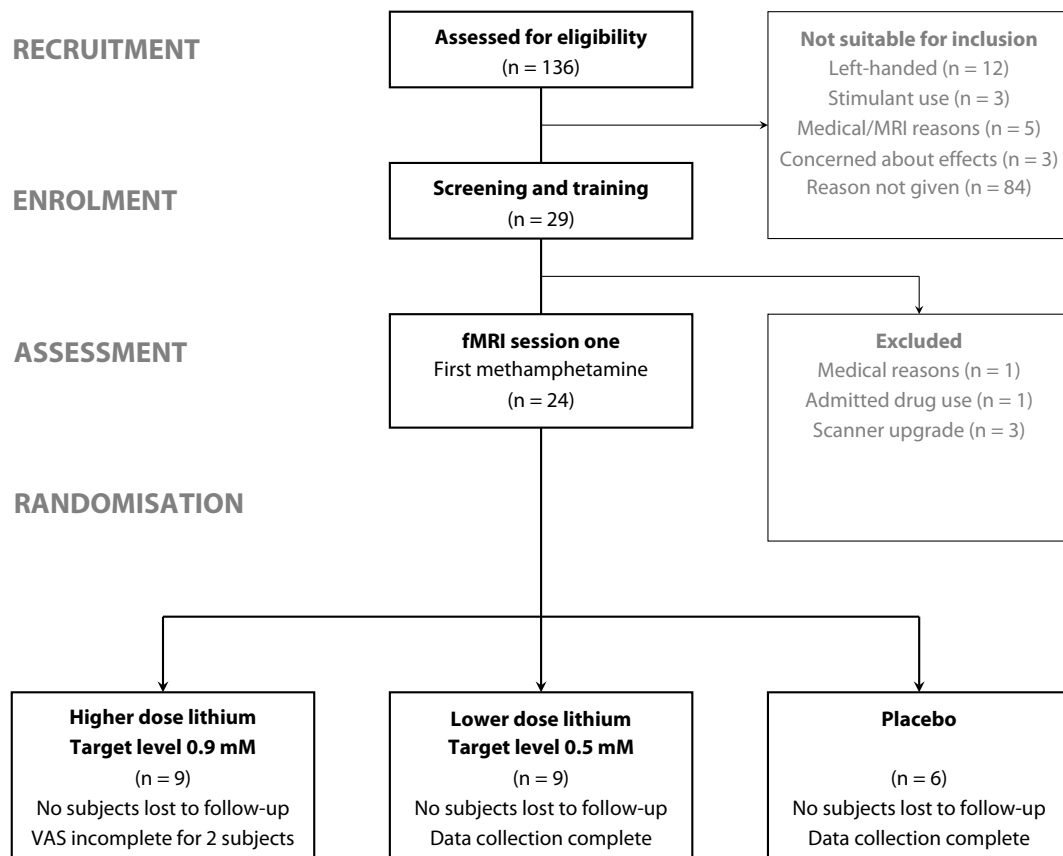 RECRUITMENT
Assessed for eligibility
(n = 136)
Not suitable for inclusion
Left-handed (n = 12)
Stimulant use (n = 3)
Medical/MRI reasons (n = 5)
Concerned about effects (n = 3)
Reason not given (n = 84)
ENROLMENT
Screening and training
(n = 29)
ASSESSMENT
fMRI session one
First methamphetamine
(n = 24)
Excluded
Medical reasons (n = 1)
Admitted drug use (n = 1)
Scanner upgrade (n = 3)
RANDOMISATION
Higher dose lithium
Target level 0.9 mM
(n = 9)
No subjects lost to follow-up
VAS incomplete for 2 subjects
Lower dose lithium
Target level 0.5 mM
(n = 9)
No subjects lost to follow-up
Data collection complete
Placebo
(n = 6)
No subjects lost to follow-up
Data collection complete